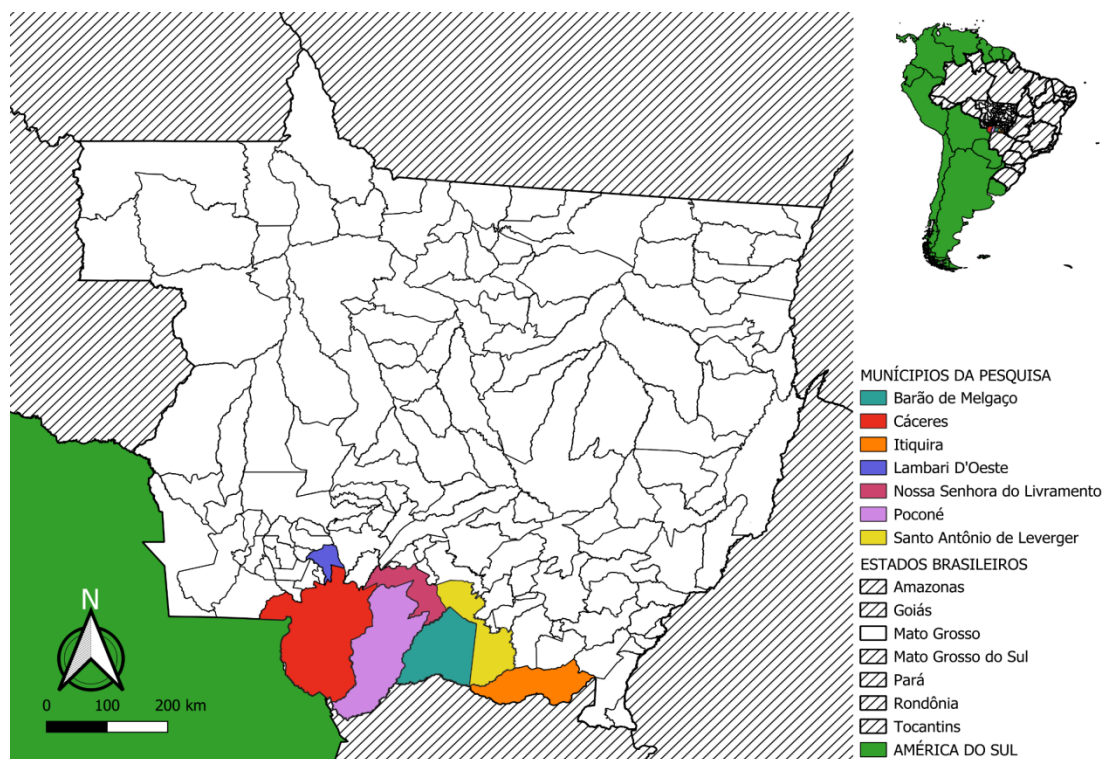 MUNÍCIPIOS DA PESQUISA
Barão de Melgaço
Cáceres
Itiquira
Lambari D'Oeste
Nossa Senhora do Livramento
Poconé
Santo Antônio de Leverger
ESTADOS BRASILEIROS
Amazonas
Goiás
Mato Grosso
Mato Grosso do Sul
Pará
Rondônia
Tocantins
AMÉRICA DO SUL
N
0 100 200 km